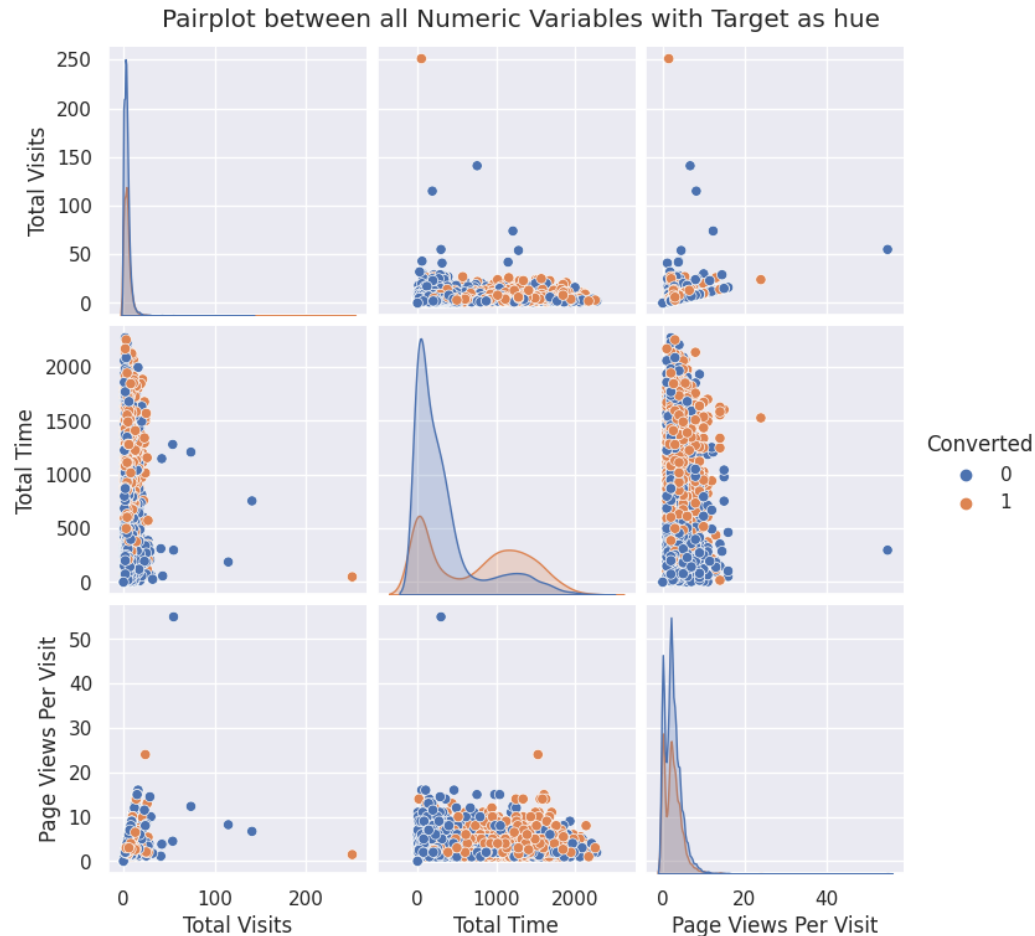 Pairplot between all Numeric Variables with Target as hue
250
200
150
100
50
0
Total Visits
2000
1500
1000
500
0
Total Time
Converted
0
1
50
40
30
20
10
0
Page Views Per Visit
0 100 200
0 1000 2000
0 20 40
Total Visits
Total Time
Page Views Per Visit